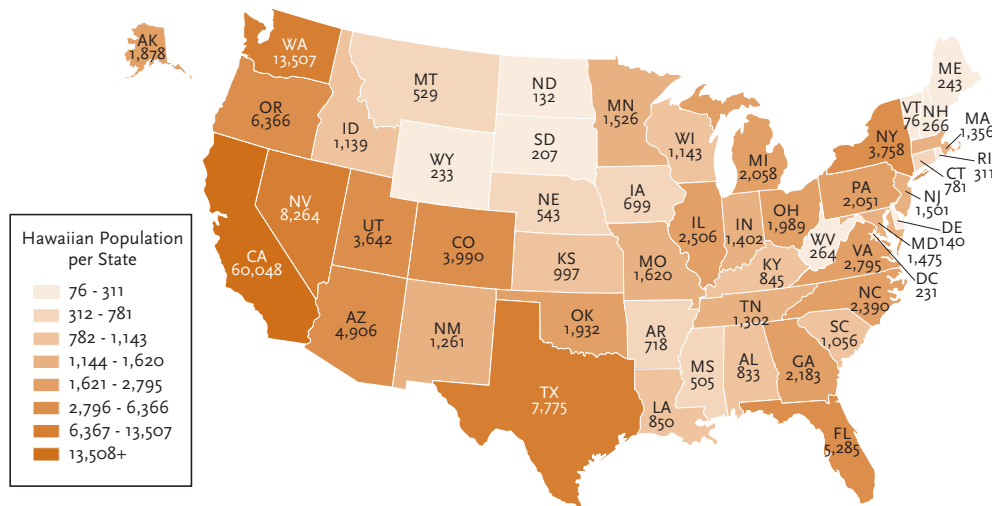 AK
1,878
WA
13,507
OR
6,366
ID
1,139
MT
529
ND
132
SD
207
WY
233
MN
1,526
WI
1,143
MI
2,058
ME
243
VT
76
NH
266
MA
1,356
RI
311
CT
781
NY
3,758
NJ
1,501
PA
2,051
DE
140
MD
1,475
DC
231
NV
8,264
CA
60,048
UT
3,642
CO
3,990
NE
543
IA
699
IL
2,506
IN
1,402
OH
1,989
WV
264
VA
2,795
KS
997
MO
1,620
KY
845
NC
2,390
TN
1,302
SC
1,056
AZ
4,906
NM
1,261
OK
1,932
AR
718
MS
505
AL
833
GA
2,183
TX
7,775
LA
850
FL
5,285
Hawaiian Population
per State
76 - 311
312 - 781
782 - 1,143
1,144 - 1,620
1,621 - 2,795
2,796 - 6,366
6,367 - 13,507
13,508+